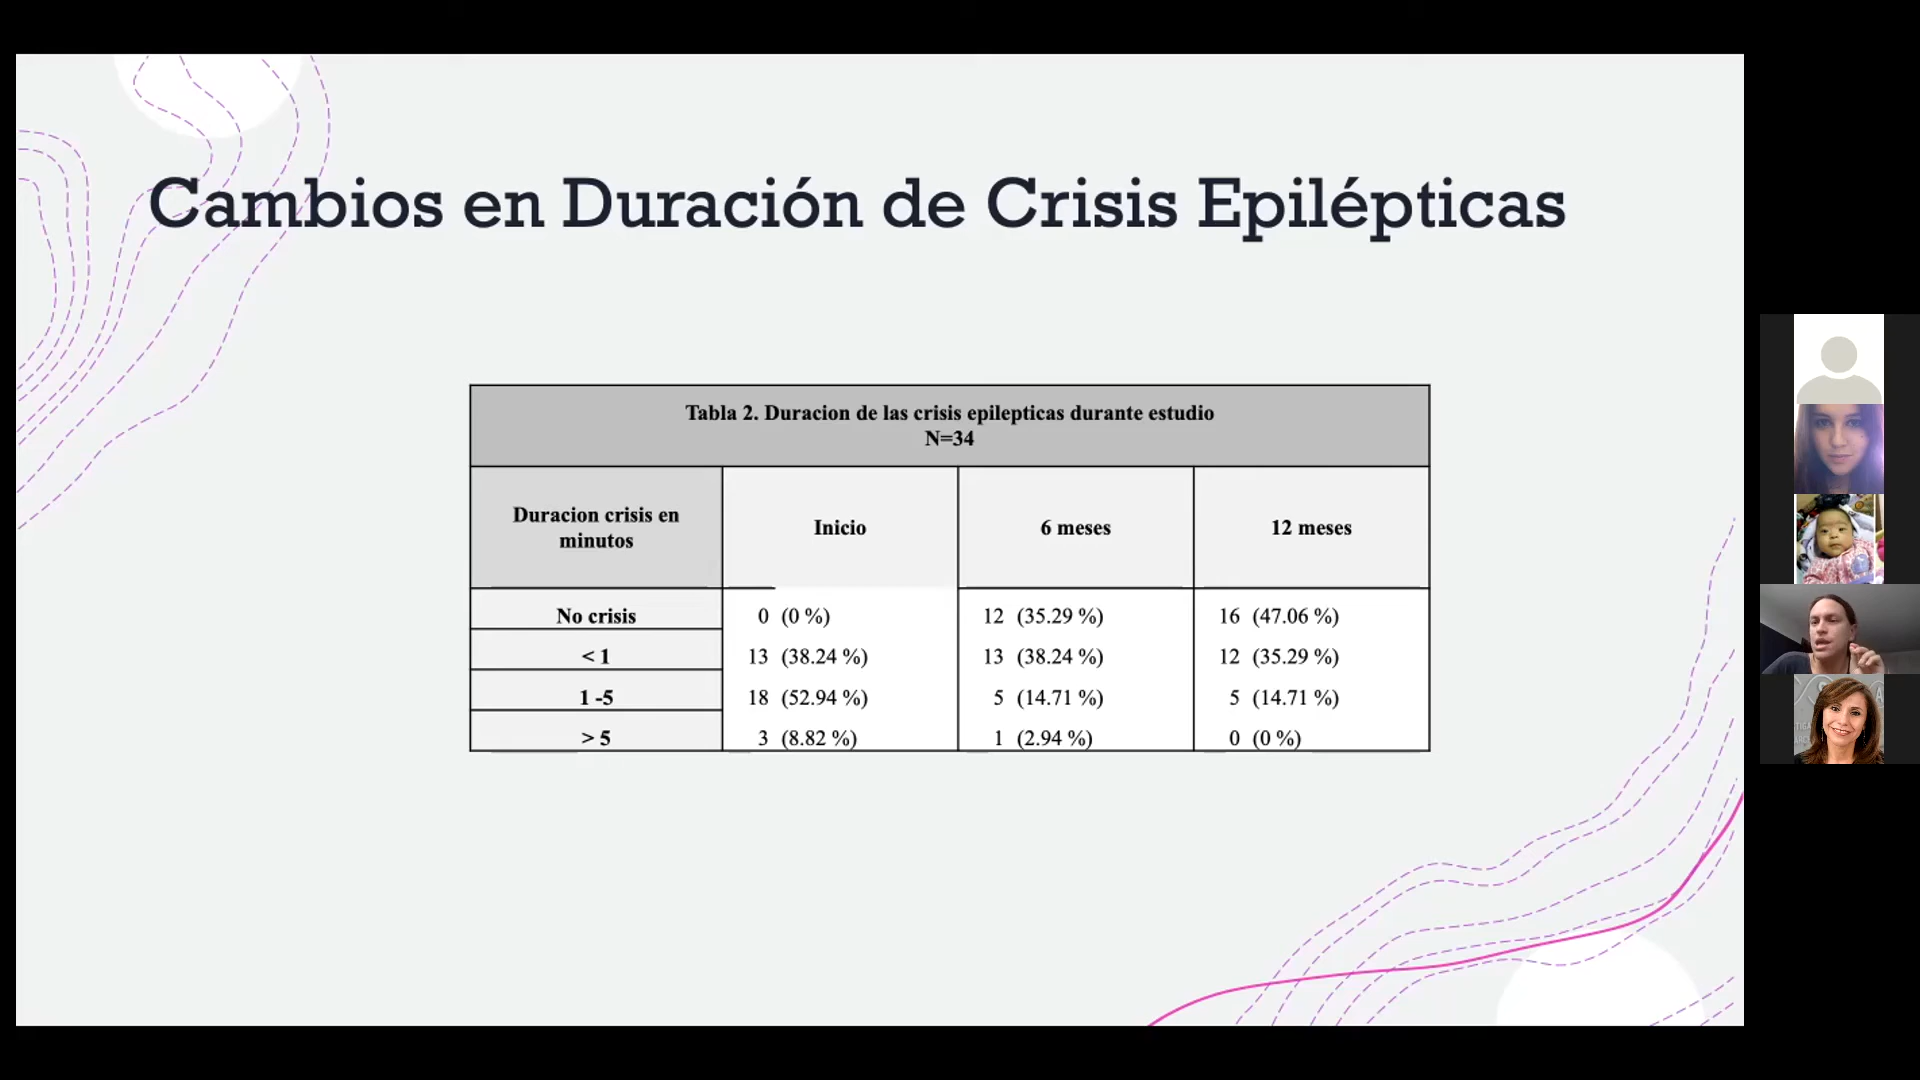 Cambios en Duración de Crisis Epilépticas
Tabla 2. Duracion de las crisis epilepticas durante estudio
N=34
Duracion crisis en
minutos
Inicio
6 meses
12 meses
No crisis 0 (0 %) 12 (35.29 %) 16 (47.06 %)
< 1 13 (38.24 %) 13 (38.24 %) 12 (35.29 %)
1 -5 18 (52.94 %) 5 (14.71 %) 5 (14.71 %)
> 5 3 (8.82 %) 1 (2.94 %) 0 (0 %)